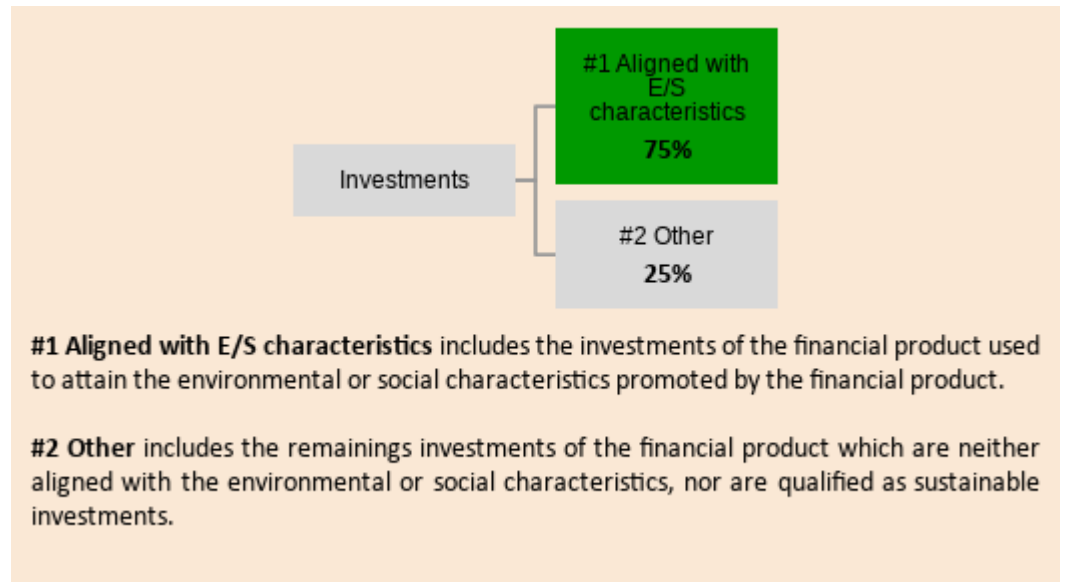 #1 Aligned with
E/S
characteristics
75%
Investments
#2 Other
25%
#1 Aligned with E/S characteristics includes the investments of the financial product used
to attain the environmental or social characteristics promoted by the financial product.
#2 Other includes the remainings investments of the financial product which are neither
aligned with the environmental or social characteristics, nor are qualified as sustainable
investments.